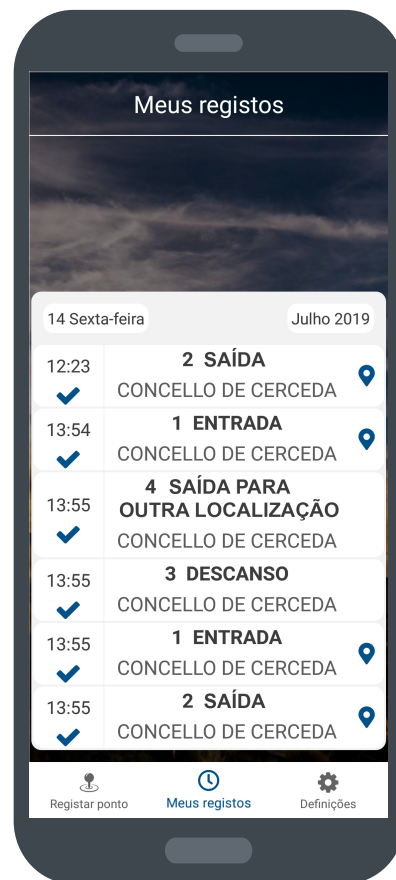 Meus registos
14 Sexta-feira Julho 2019
12:23 2 SAÍDA
CONCELLO DE CERCEDA
13:54 1 ENTRADA
CONCELLO DE CERCEDA
4 SAÍDA PARA
13:55 OUTRA LOCALIZAÇÃO
CONCELLO DE CERCEDA
13:55 3 DESCANSO
CONCELLO DE CERCEDA
13:55 1 ENTRADA
CONCELLO DE CERCEDA
13:55 2 SAÍDA
CONCELLO DE CERCEDA
Registar ponto Meus registos Definições